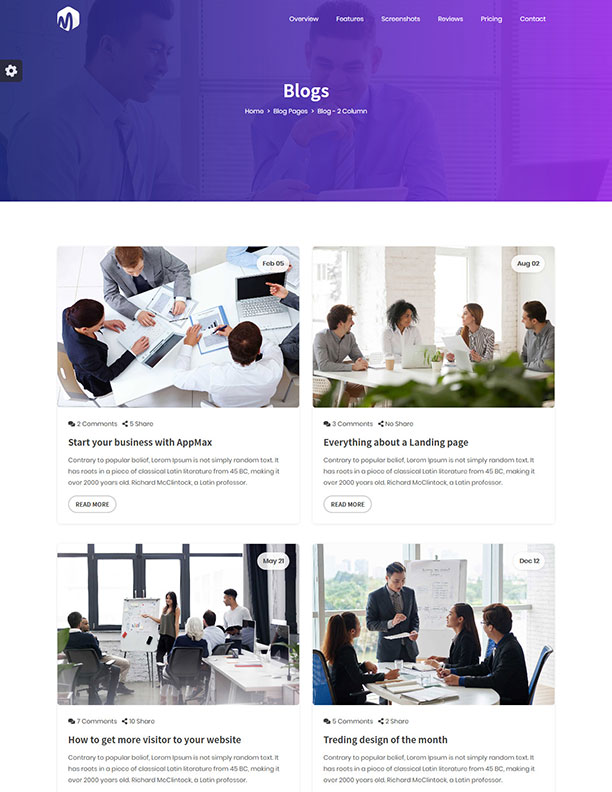 Overview Features Screenshots Reviews Pricing Contact
Blogs
Home > Blog Pages > Blog - 2 Column
Feb 05
Aug 02
2 Comments 5 Share
Start your business with AppMax
Contrary to popular belief, Lorem Ipsum is not simply random text. It
has roots in a piece of classical Latin literature from 45 BC, making it
over 2000 years old. Richard McClintock, a Latin professor.
READ MORE
3 Comments No Share
Everything about a Landing page
Contrary to popular belief, Lorem Ipsum is not simply random text. It
has roots in a piece of classical Latin literature from 45 BC, making it
over 2000 years old. Richard McClintock, a Latin professor.
READ MORE
May 21
Dec 12
7 Comments 10 Share
How to get more visitor to your website
Contrary to popular belief, Lorem Ipsum is not simply random text. It
has roots in a piece of classical Latin literature from 45 BC, making it
over 2000 years old. Richard McClintock, a Latin professor.
5 Comments 2 Share
Treding design of the month
Contrary to popular belief, Lorem Ipsum is not simply random text. It
has roots in a piece of classical Latin literature from 45 BC, making it
over 2000 years old. Richard McClintock, a Latin professor.